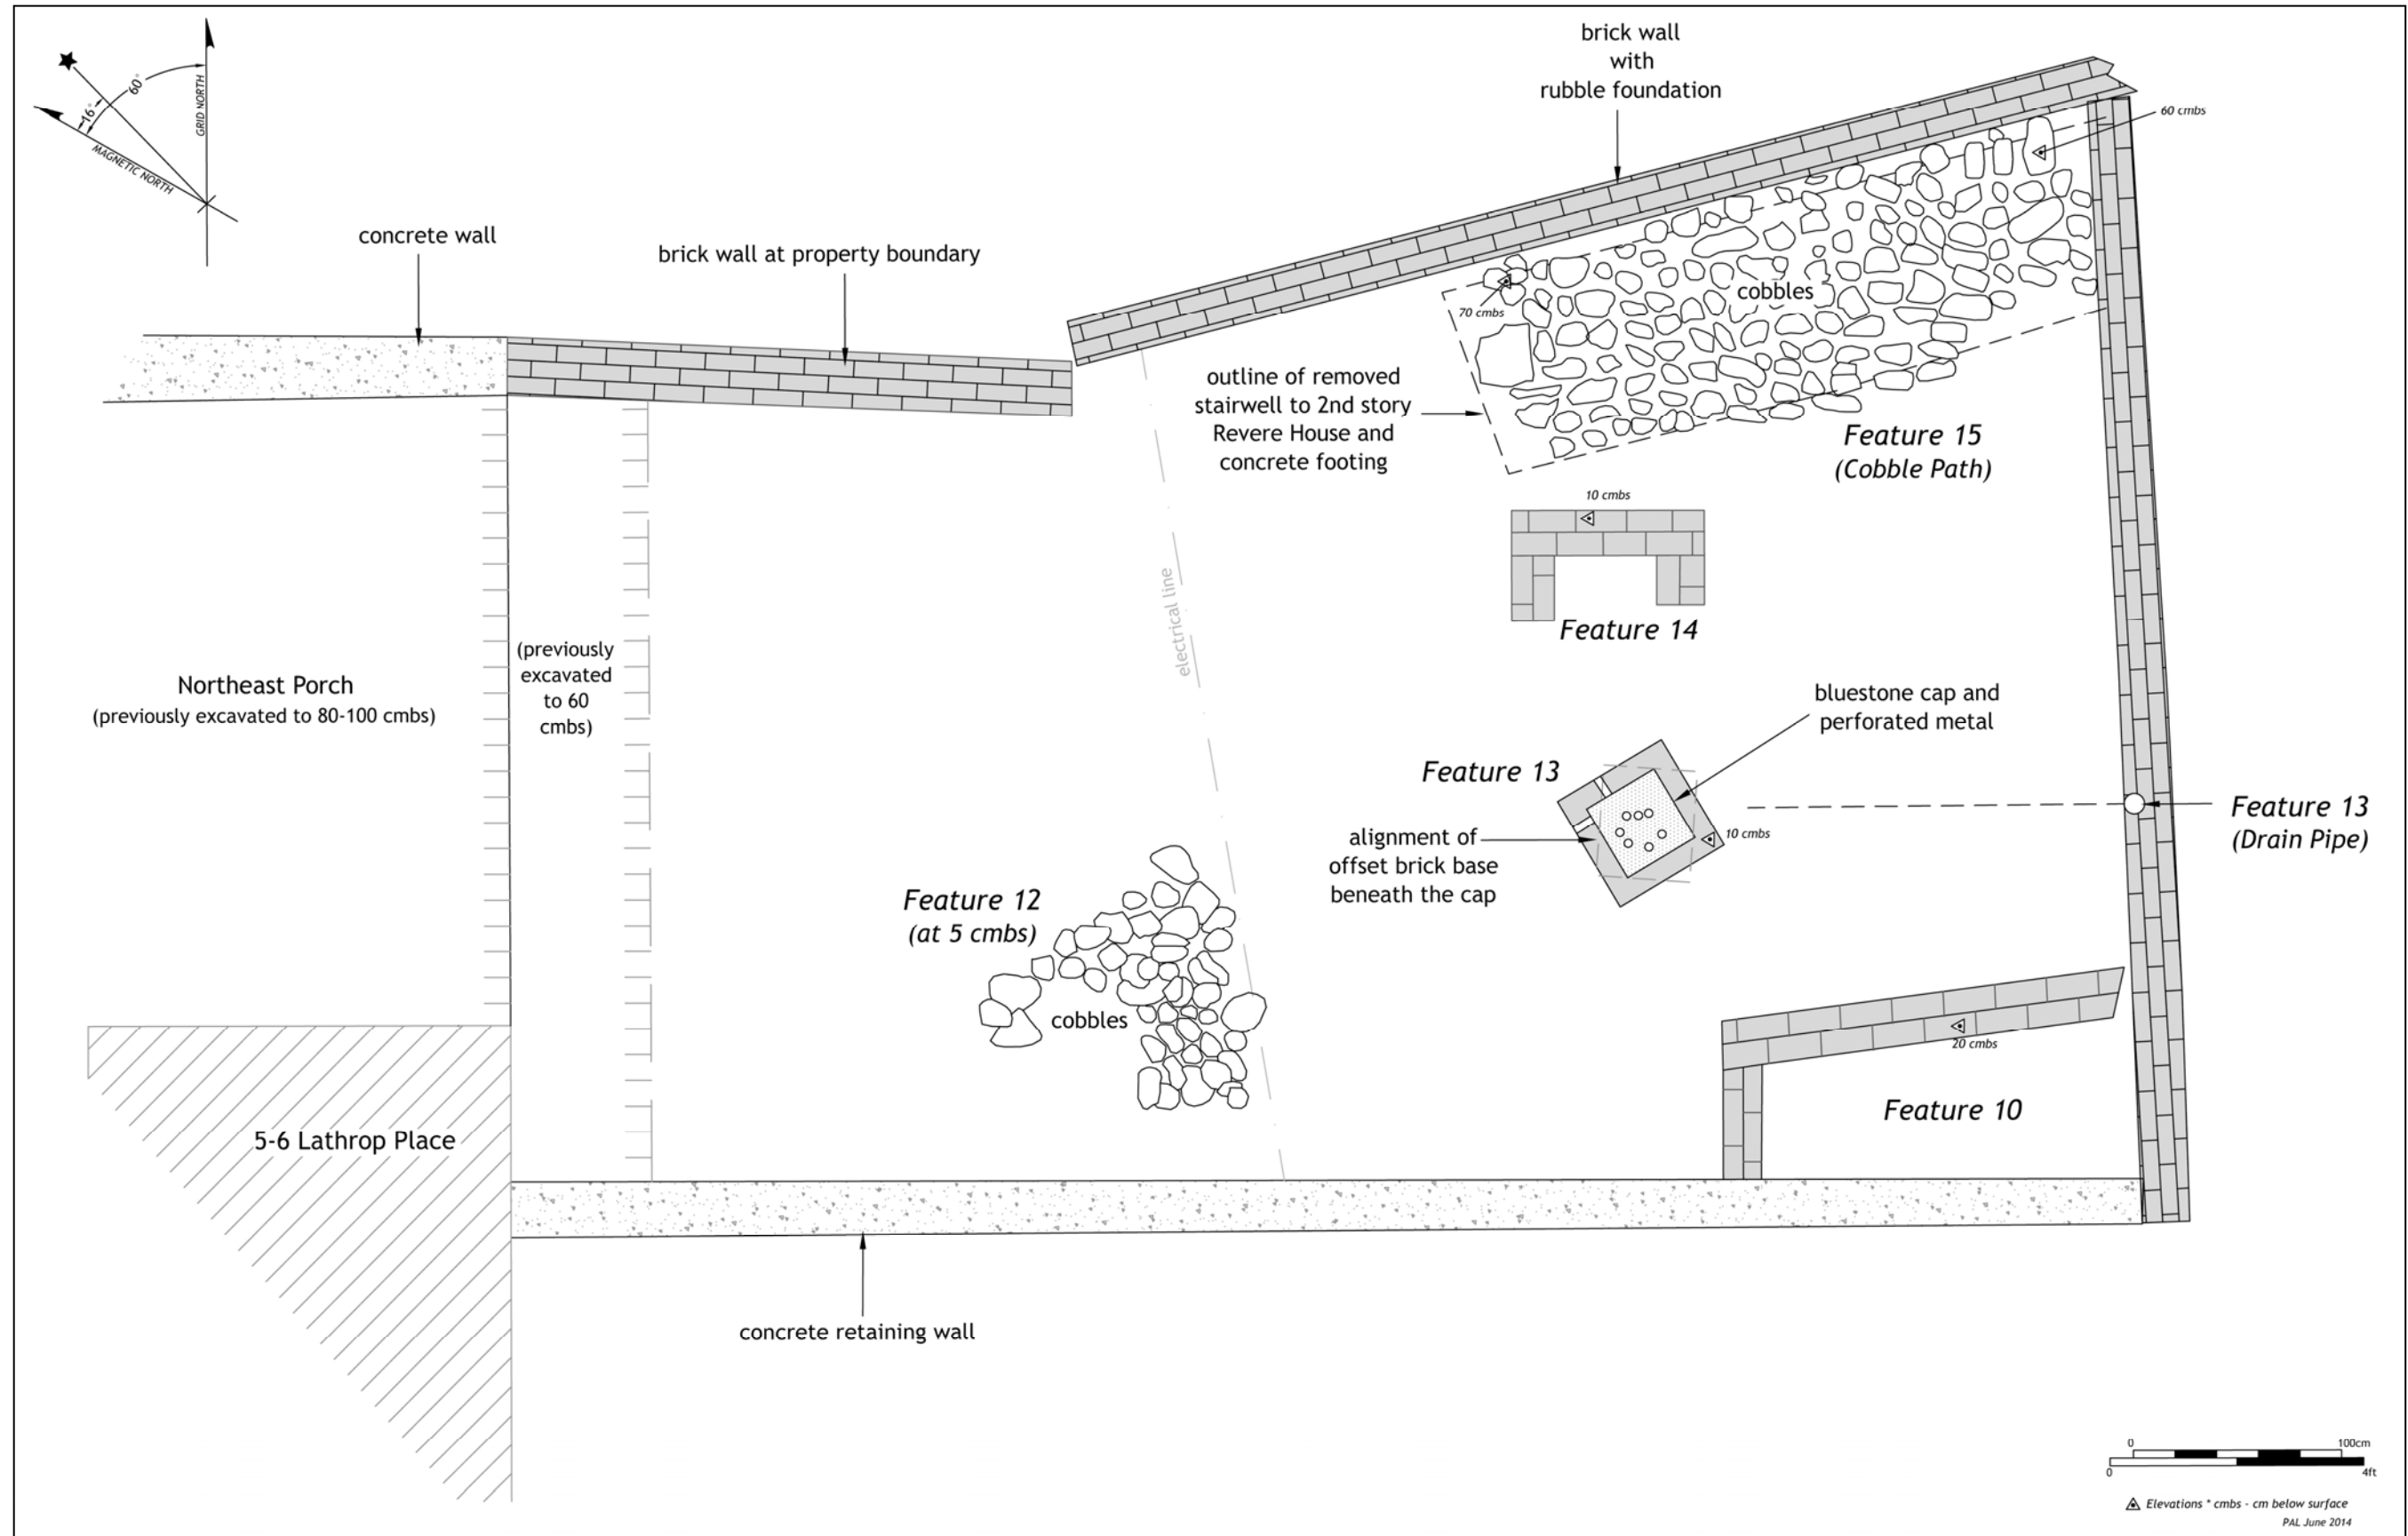 60°
16°
GRID NORTH
MAGNETIC NORTH
brick wall
with
rubble foundation
60 cmbs
concrete wall
brick wall at property boundary
cobbles
70 cmbs
outline of removed
stairwell to 2nd story
Revere House and
concrete footing
Feature 15
(Cobble Path)
10 cmbs
electrical line
Feature 14
(previously
excavated
to 60
cmbs)
Northeast Porch
(previously excavated to 80-100 cmbs)
bluestone cap and
perforated metal
Feature 13
Feature 13
(Drain Pipe)
alignment of
offset brick base
beneath the cap
10 cmbs
Feature 12
(at 5 cmbs)
cobbles
20 cmbs
Feature 10
5-6 Lathrop Place
concrete retaining wall
0 100cm
0 4ft
Elevations * cmbs - cm below surface
PAL June 2014